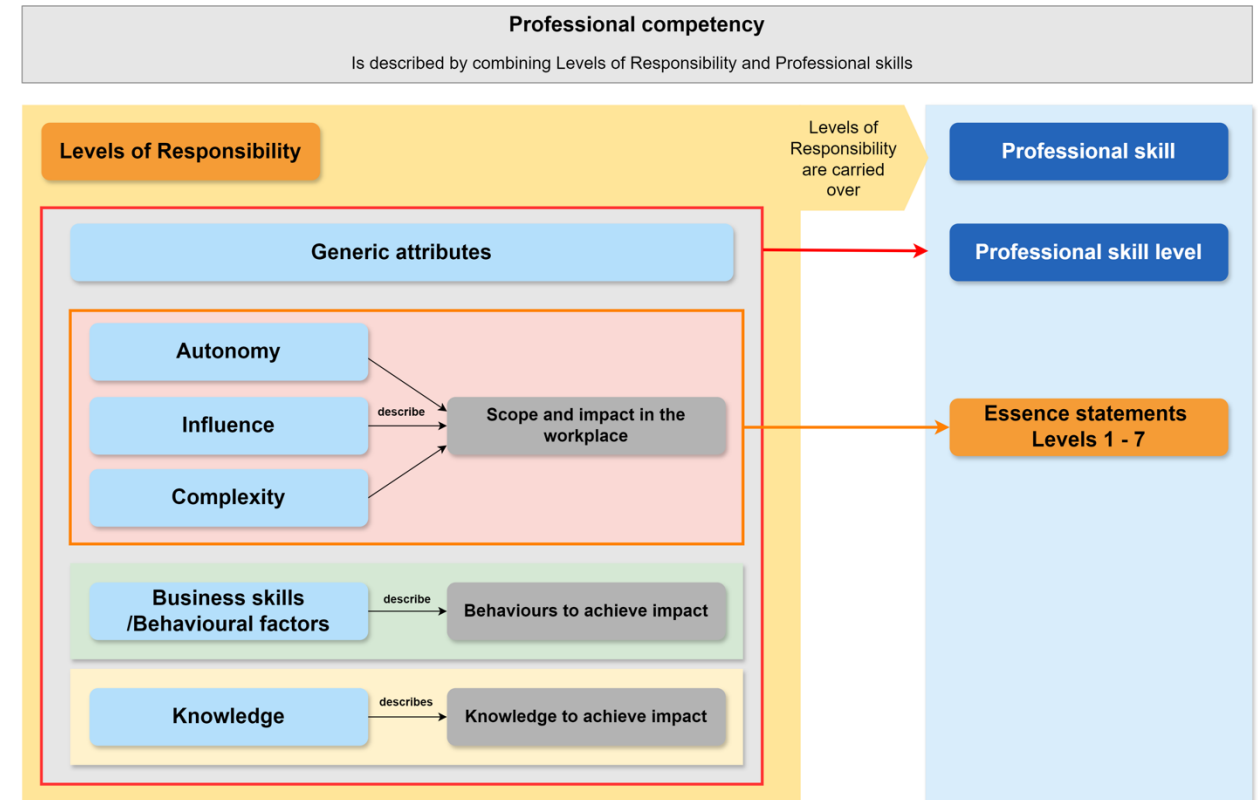 Professional competency
Is described by combining Levels of Responsibility and Professional skills
Levels of Responsibility
Levels of
Responsibility
are carried
over
Professional skill
Generic attributes
Professional skill level
Autonomy
Influence
Complexity
describe
Scope and impact in the
workplace
Essence statements
Levels 1 - 7
Business skills
/Behavioural factors
describe
Behaviours to achieve impact
Knowledge
describes
Knowledge to achieve impact